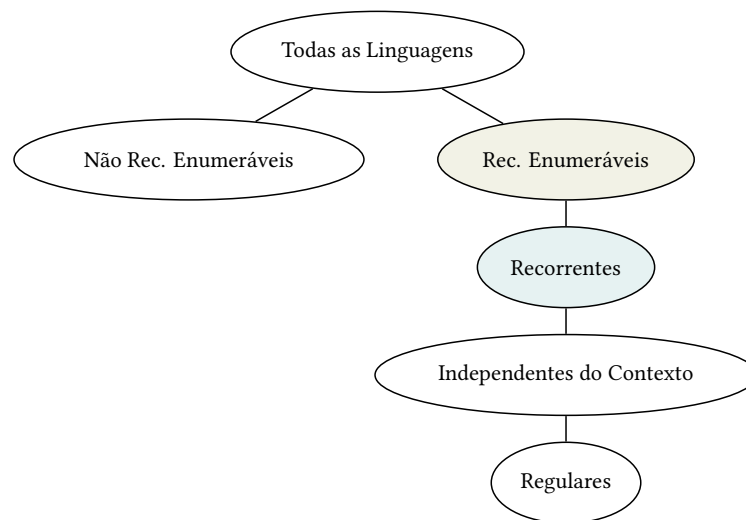 Todas as Linguagens
Não Rec. Enumeráveis
Rec. Enumeráveis
Recorrentes
Independentes do Contexto
Regulares